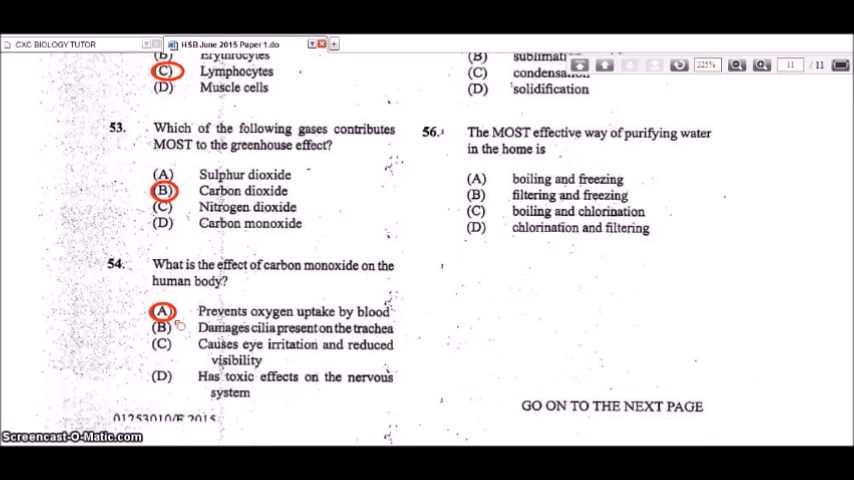 CXC BIOLOGY TUTOR
HSB June 2015 Paper 1.do
225%
11 / 11
(B) Erythrocytes
(C) Lymphocytes
(D) Muscle cells
53. Which of the following gases contributes
MOST to the greenhouse effect?
(A) Sulphur dioxide
(B) Carbon dioxide
(C) Nitrogen dioxide
(D) Carbon monoxide
54. What is the effect of carbon monoxide on the
human body?
(A) Prevents oxygen uptake by blood
(B) Damages cilia present on the trachea
(C) Causes eye irritation and reduced
visibility
(D) Has toxic effects on the nervous
system
01253010/F 2015
(B) sublimati
(C) condensa
(D) solidification
56. The MOST effective way of purifying water
in the home is
(A) boiling and freezing
(B) filtering and freezing
(C) boiling and chlorination
(D) chlorination and filtering
GO ON TO THE NEXT PAGE
Screencast-O-Matic.com